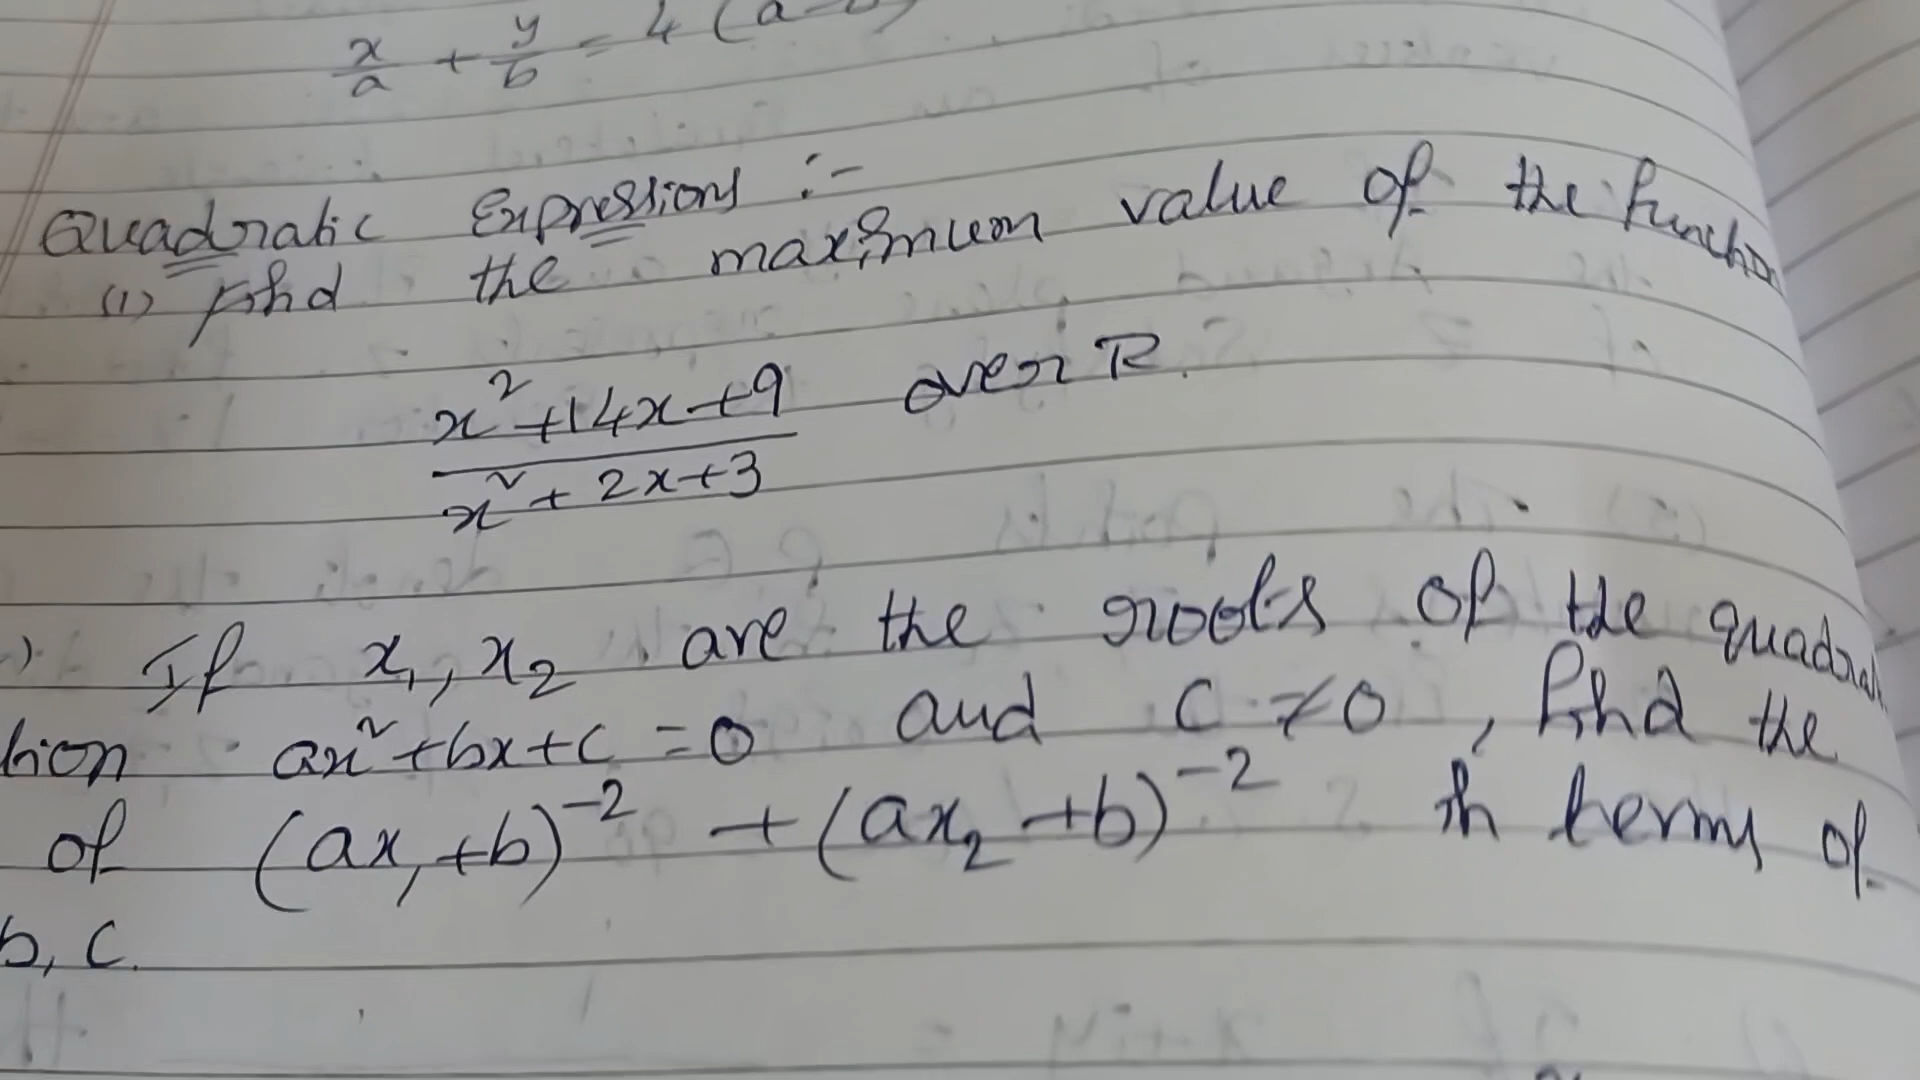 x/a + y/b = 4 (a
Quadratic Expressions :-
(1) Find the maximum value of the function
x² + 14x + 9 / x² + 2x + 3 over R.
) If x₁, x₂ are the roots of the quadra
tion ax² + bx + c = 0 and c ≠ 0, find the
of (ax₁ + b)⁻² + (ax₂ + b)⁻² in terms of
b, c.